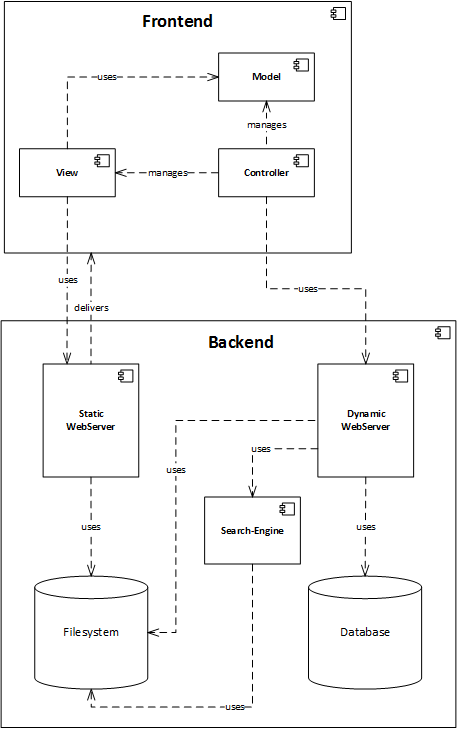 Frontend
uses
Model
manages
View
manages
Controller
uses
uses
delivers
Backend
Static
WebServer
Dynamic
WebServer
uses
uses
uses
uses
Search-Engine
uses
Filesystem
Database
uses